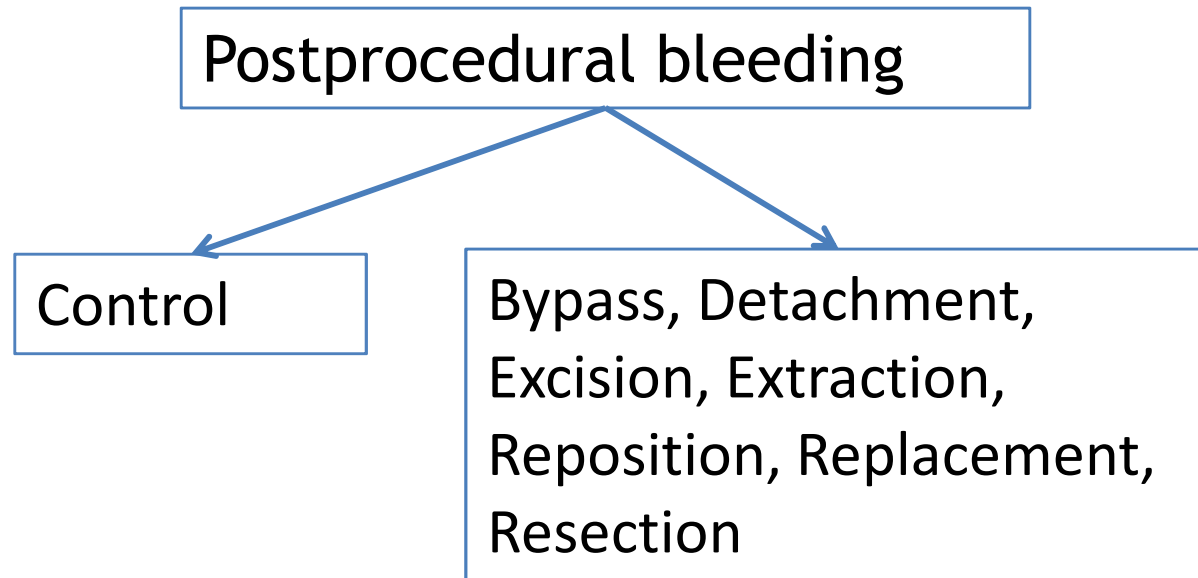 Postprocedural bleeding
Control
Bypass, Detachment,
Excision, Extraction,
Reposition, Replacement,
Resection